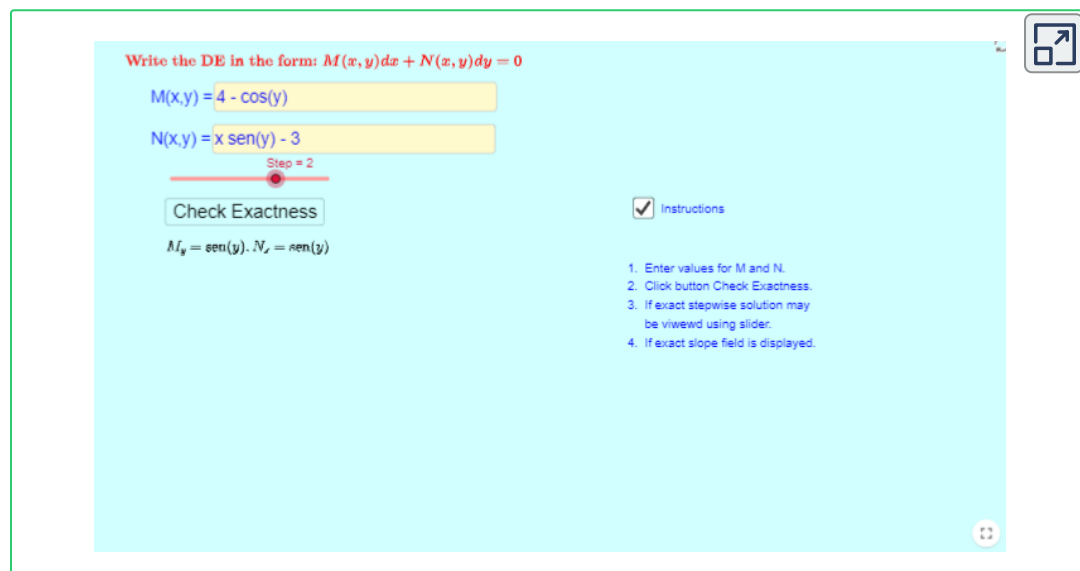 Write the DE in the form: M(x, y)dx + N(x, y)dy = 0
M(x,y) = 4 - cos(y)
N(x,y) = x sen(y) - 3
Step = 2
Check Exactness
Instructions
M_y = sen(y). N_x = sen(y)
1. Enter values for M and N.
2. Click button Check Exactness.
3. If exact stepwise solution may
be viwewd using slider.
4. If exact slope field is displayed.